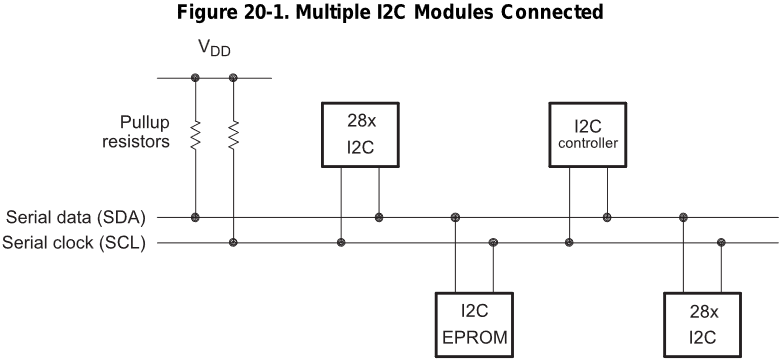 Figure 20-1. Multiple I2C Modules Connected
VDD
Pullup
resistors
28x
I2C
I2C
controller
Serial data (SDA)
Serial clock (SCL)
I2C
EPROM
28x
I2C